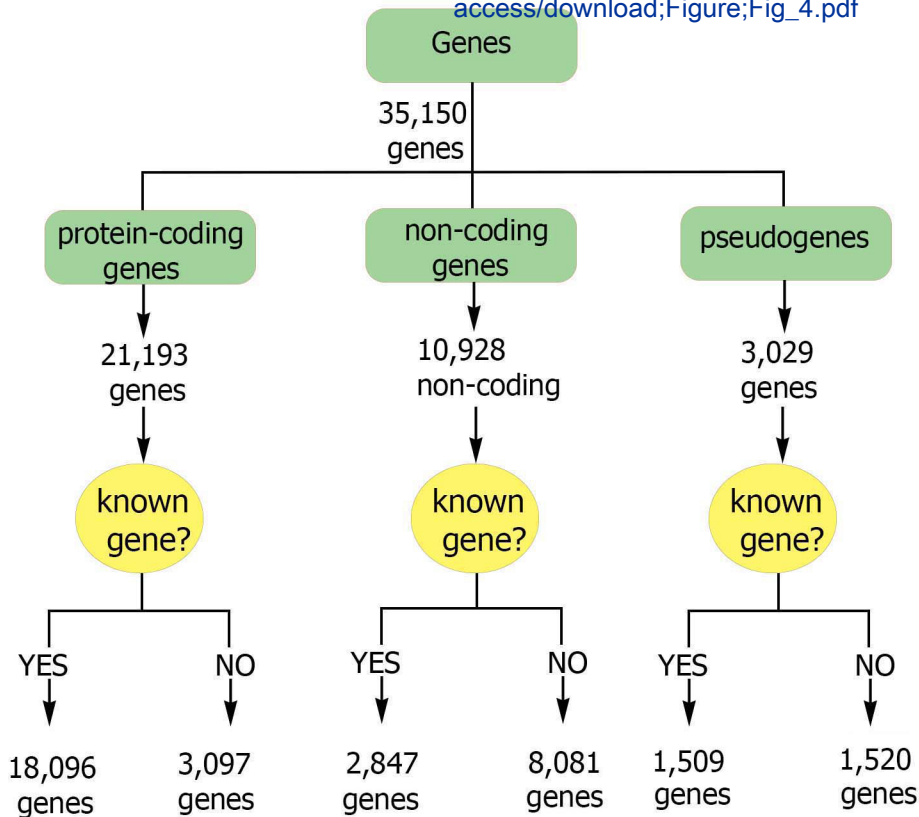 access/download;Figure;Fig_4.pdf
Genes
35,150
genes
protein-coding
genes
non-coding
genes
pseudogenes
21,193
genes
10,928
non-coding
3,029
genes
known
gene?
known
gene?
known
gene?
YES
NO
YES
NO
YES
NO
18,096
genes
3,097
genes
2,847
genes
8,081
genes
1,509
genes
1,520
genes